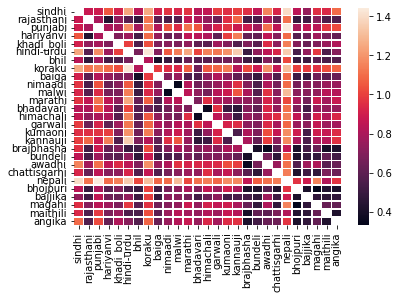 sindhi
rajasthani
punjabi
hariyanvi
khadi_boli
hindi-urdu
bhil
koraku
baiga
nimaadi
malwi
marathi
bhadavari
himachali
garwali
kumaoni
kannauji
brajbhasha
bundeli
awadhi
chattisgarhi
nepali
bhojpuri
bajjika
magahi
maithili
angika
sindhi
rajasthani
punjabi
hariyanvi
khadi_boli
hindi-urdu
bhil
koraku
baiga
nimaadi
malwi
marathi
bhadavari
himachali
garwali
kumaoni
kannauji
brajbhasha
bundeli
awadhi
chattisgarhi
nepali
bhojpuri
bajjika
magahi
maithili
angika
1.4
1.2
1.0
0.8
0.6
0.4